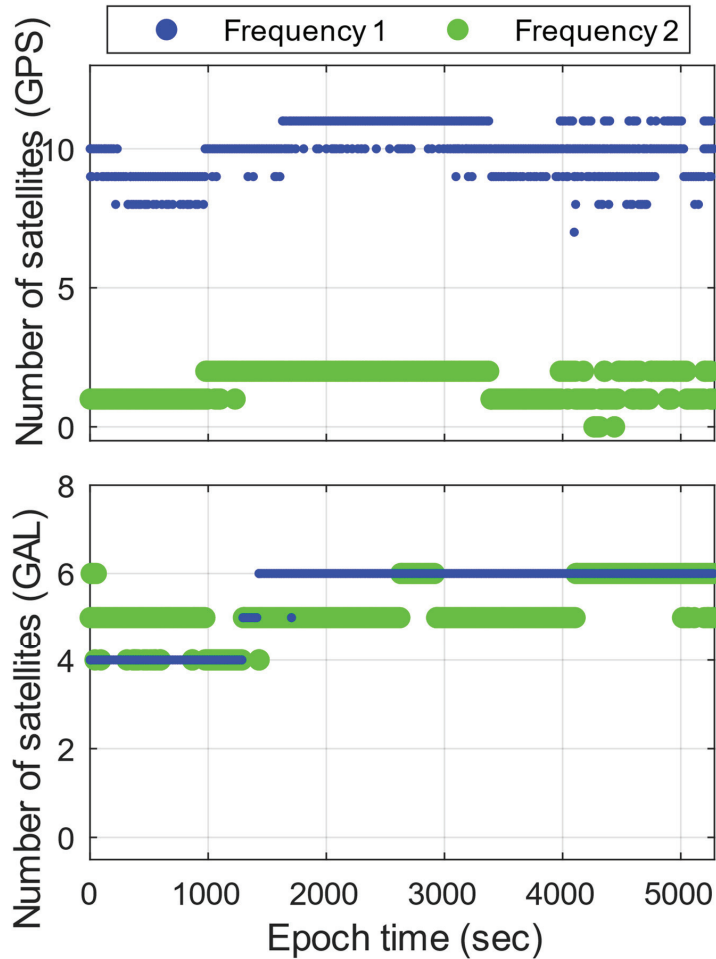 Frequency 1 Frequency 2
Number of satellites (GPS)
10
5
0
Number of satellites (GAL)
8
6
4
2
0
0 1000 2000 3000 4000 5000
Epoch time (sec)